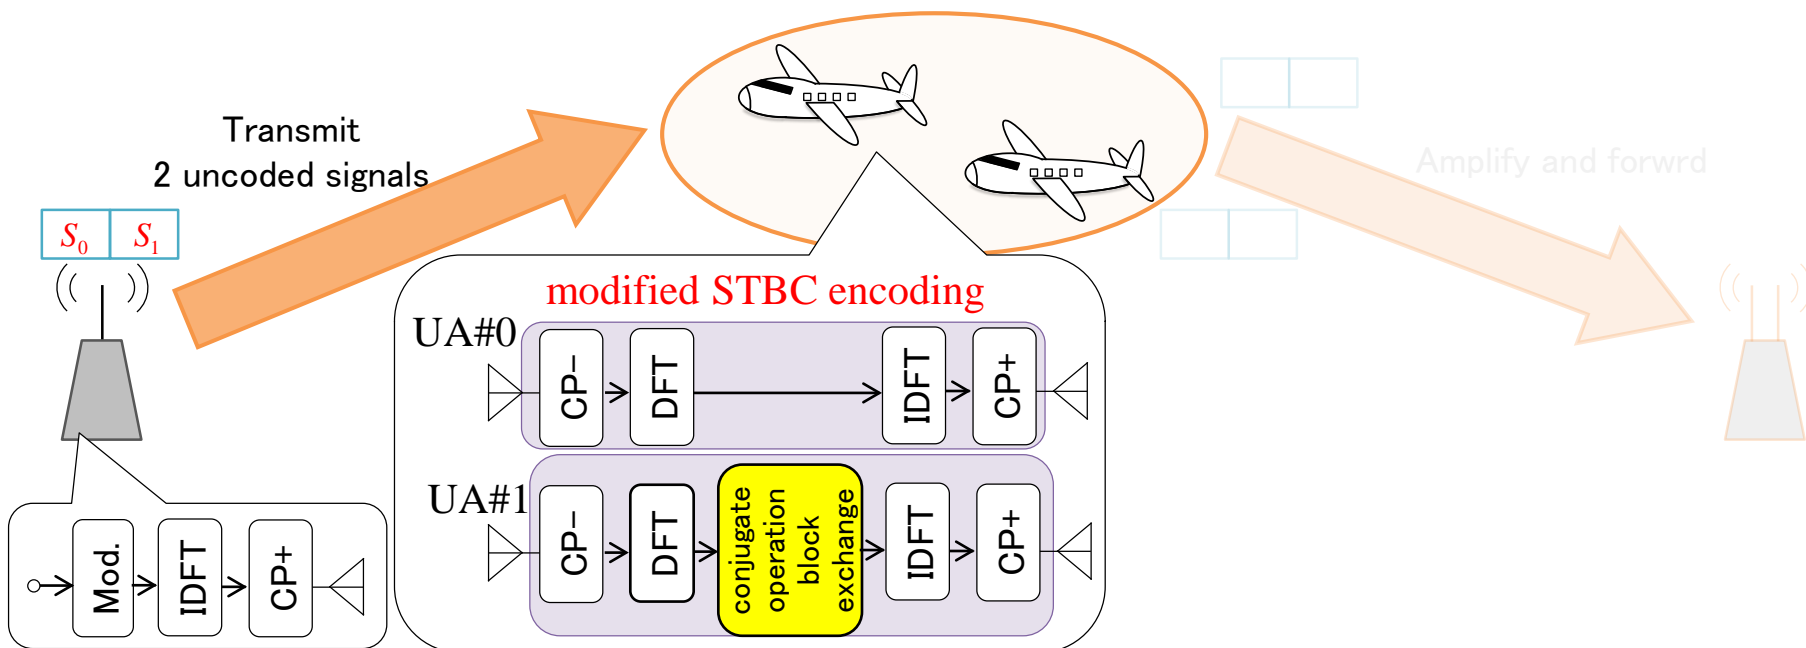 Transmit
2 uncoded signals
S0 S1
Amplify and forwrd
modified STBC encoding
UA#0
CP− DFT IDFT CP+
UA#1
CP− DFT conjugate operation block exchange IDFT CP+
Mod. IDFT CP+